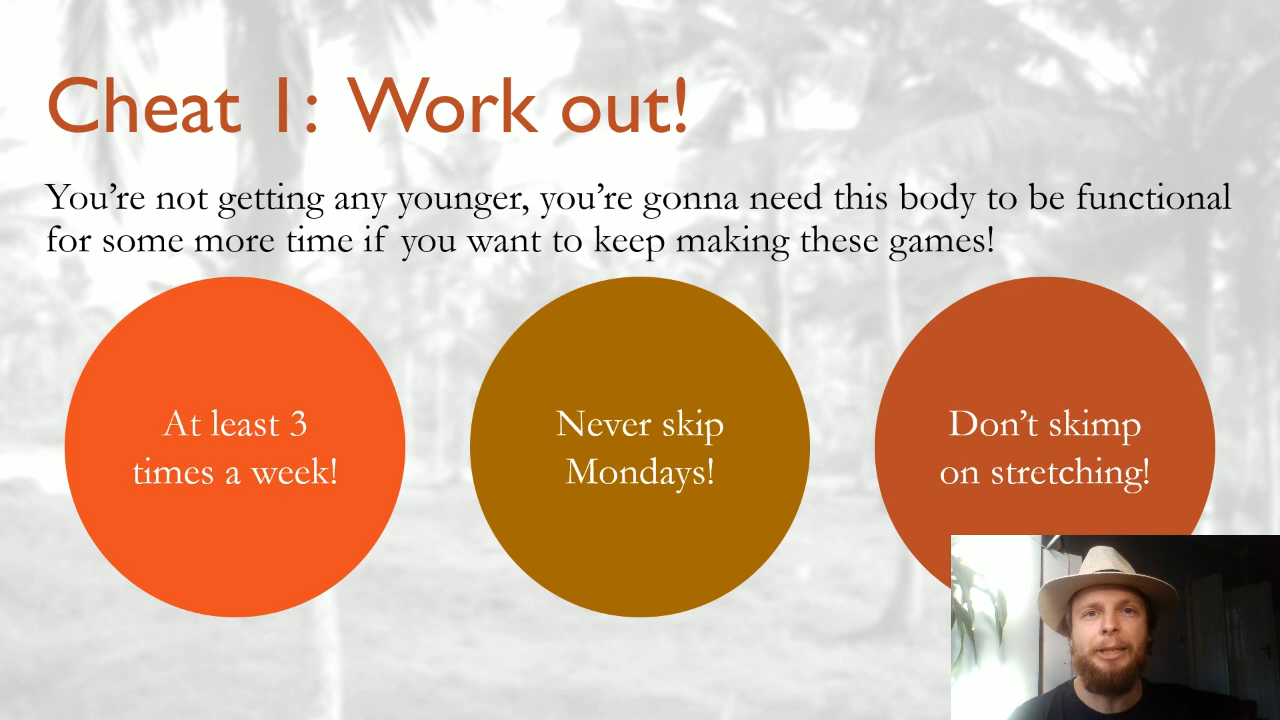 Cheat 1: Work out!
You’re not getting any younger, you’re gonna need this body to be functional
for some more time if you want to keep making these games!
At least 3
times a week!
Never skip
Mondays!
Don’t skimp
on stretching!